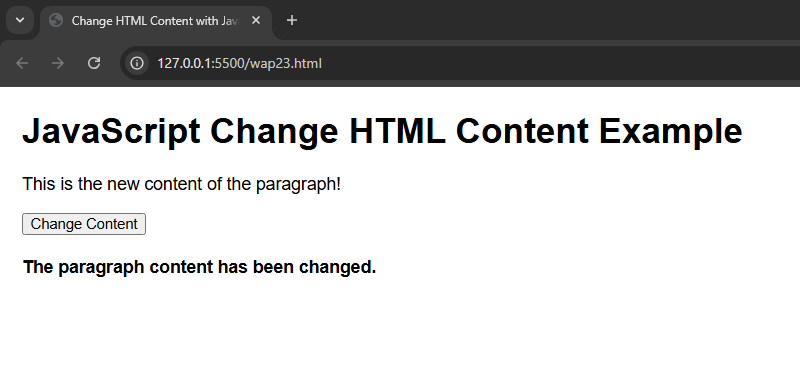 Change HTML Content with Jav
127.0.0.1:5500/wap23.html
JavaScript Change HTML Content Example
This is the new content of the paragraph!
Change Content
The paragraph content has been changed.